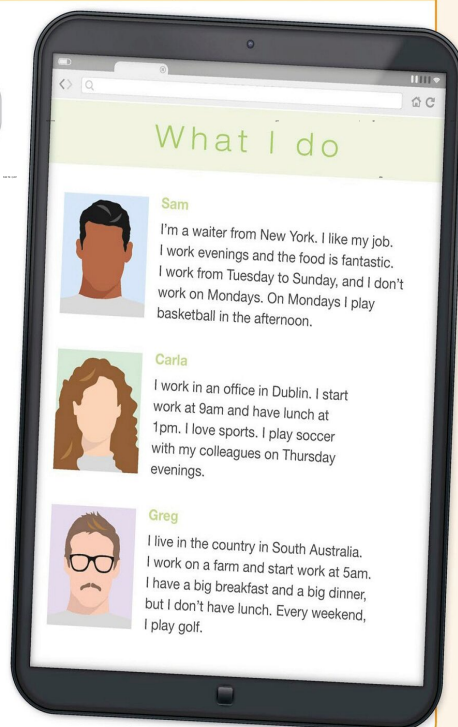 What I do
Sam
I'm a waiter from New York. I like my job.
I work evenings and the food is fantastic.
I work from Tuesday to Sunday, and I don't
work on Mondays. On Mondays I play
basketball in the afternoon.
Carla
I work in an office in Dublin. I start
work at 9am and have lunch at
1pm. I love sports. I play soccer
with my colleagues on Thursday
evenings.
Greg
I live in the country in South Australia.
I work on a farm and start work at 5am.
I have a big breakfast and a big dinner,
but I don't have lunch. Every weekend,
I play golf.